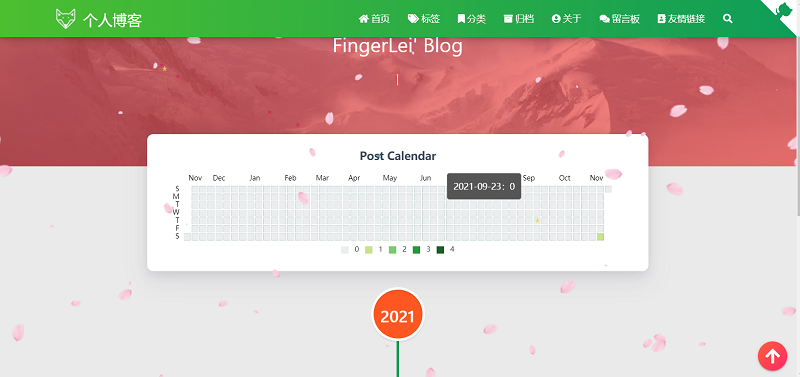 个人博客 首页 标签 分类 归档 关于 留言板 友情链接
FingerLei' Blog
Post Calendar
Nov Dec Jan Feb Mar Apr May Jun Sep Oct Nov
2021-09-23：0
S
M
T
W
T
F
S
0 1 2 3 4
2021